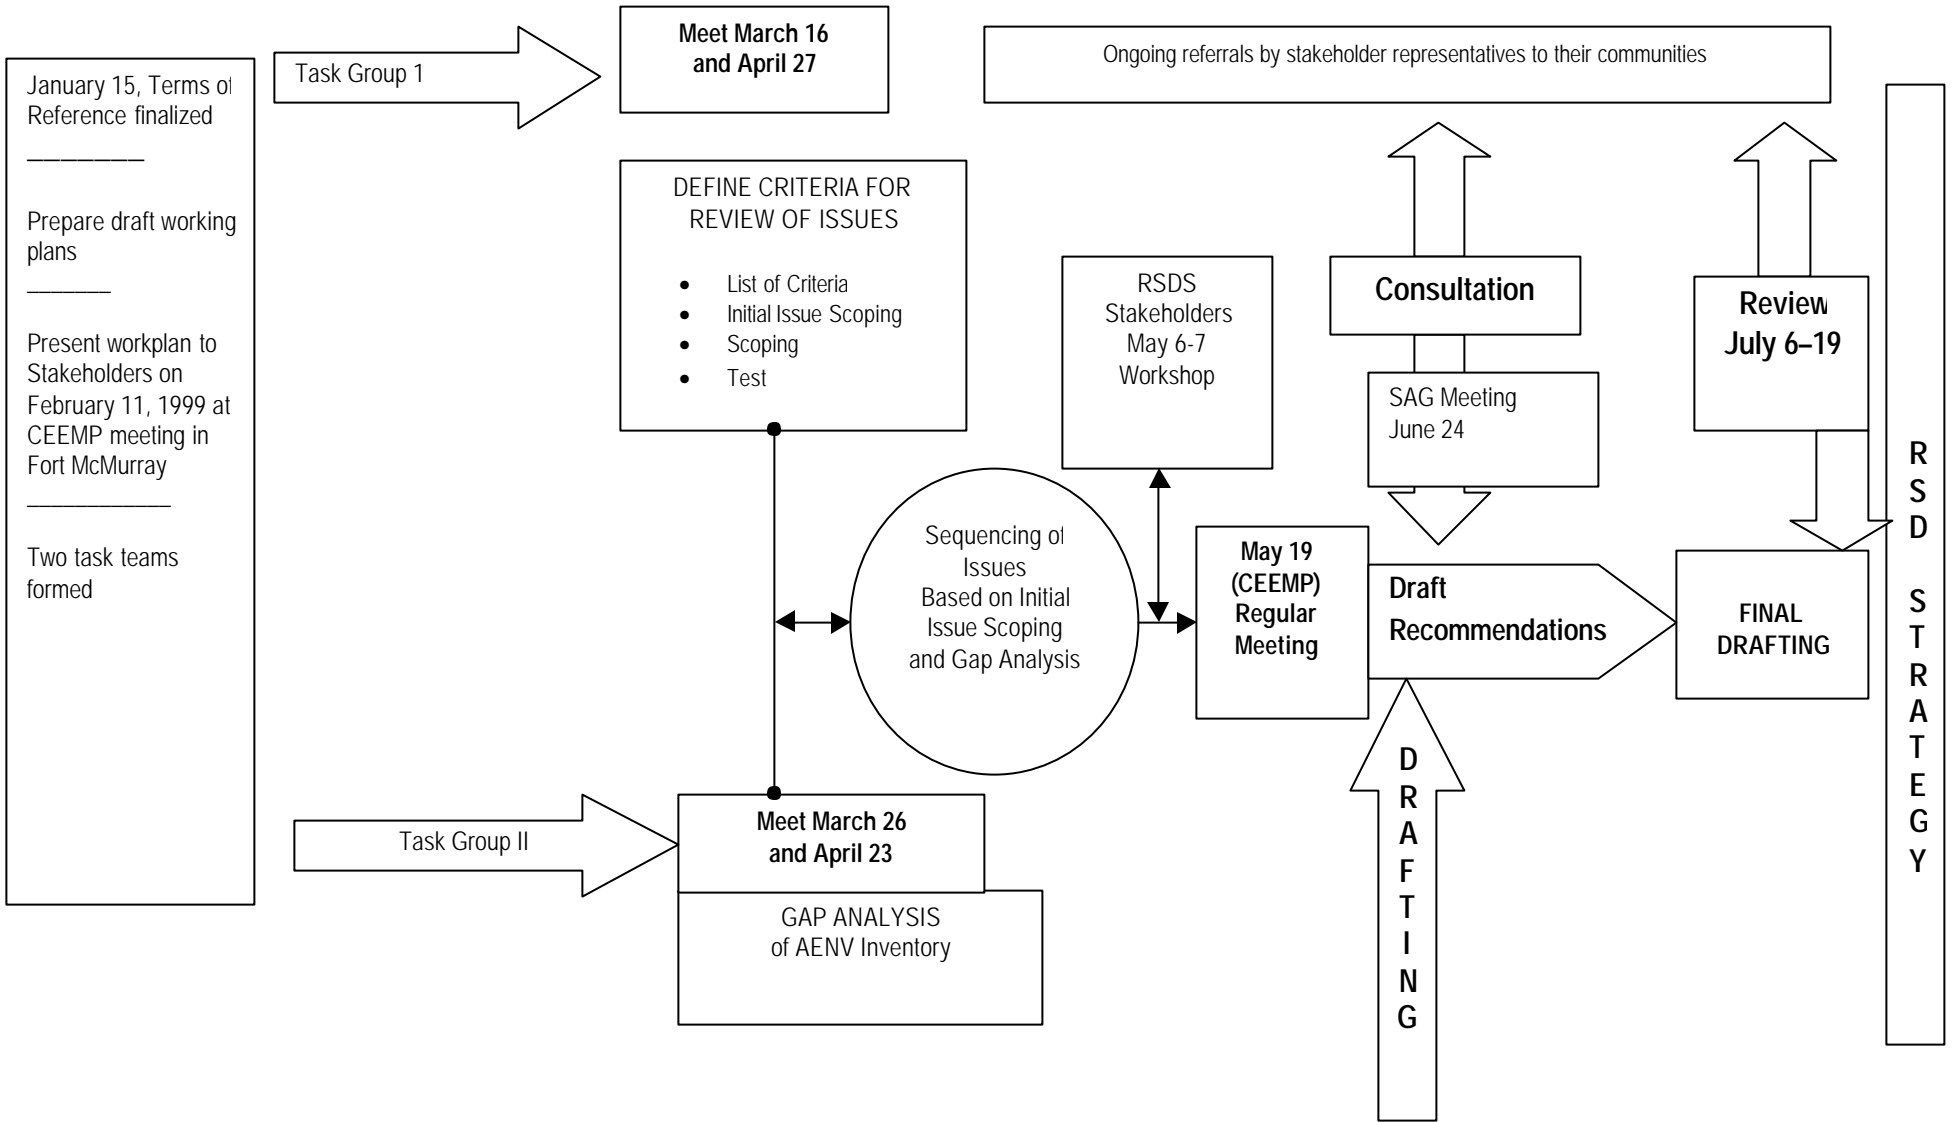 January 15, Terms of
Reference finalized
Prepare draft working
plans
Present workplan to
Stakeholders on
February 11, 1999 at
CEEMP meeting in
Fort McMurray
Two task teams
formed
Task Group 1
Meet March 16
and April 27
DEFINE CRITERIA FOR
REVIEW OF ISSUES
• List of Criteria
• Initial Issue Scoping
• Scoping
• Test
Task Group II
Meet March 26
and April 23
GAP ANALYSIS
of AENV Inventory
Sequencing of
Issues
Based on Initial
Issue Scoping
and Gap Analysis
RSDS
Stakeholders
May 6-7
Workshop
May 19
(CEEMP)
Regular
Meeting
Ongoing referrals by stakeholder representatives to their communities
Consultation
SAG Meeting
June 24
Draft
Recommendations
DRAFTING
Review
July 6–19
FINAL
DRAFTING
RSD STRATEGY